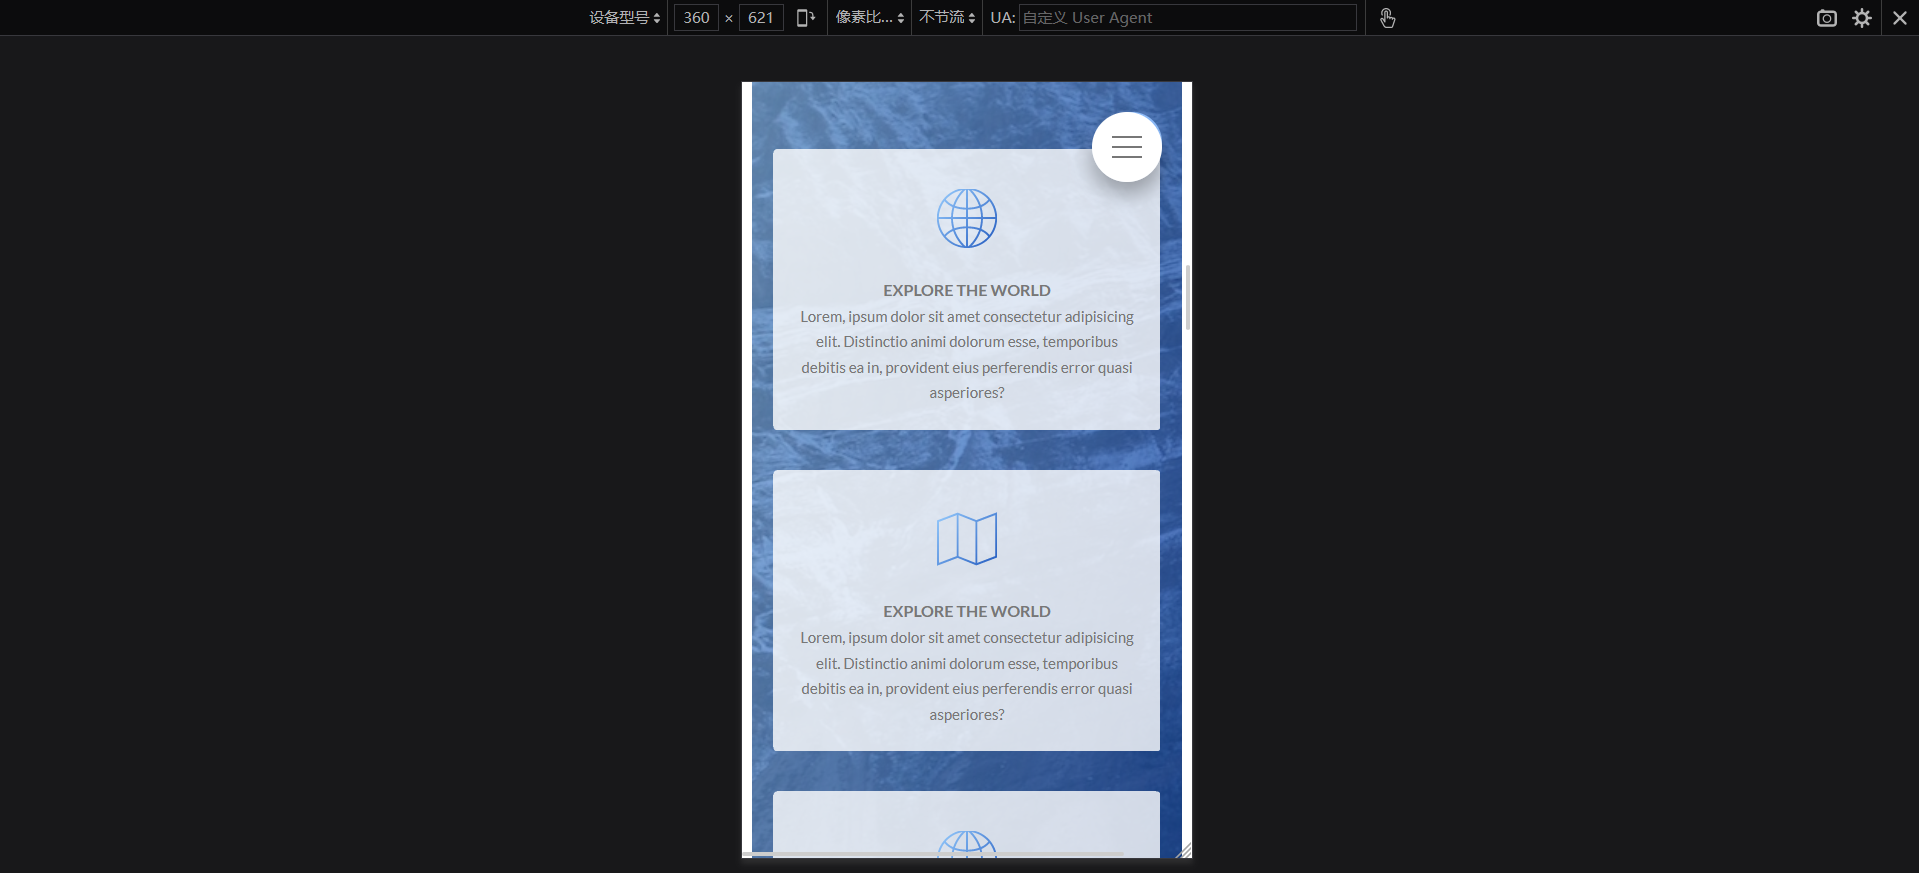 设备型号 360 × 621 像素比... 不节流 UA: 自定义 User Agent
EXPLORE THE WORLD
Lorem, ipsum dolor sit amet consectetur adipisicing
elit. Distinctio animi dolorum esse, temporibus
debitis ea in, provident eius perferendis error quasi
asperiores?
EXPLORE THE WORLD
Lorem, ipsum dolor sit amet consectetur adipisicing
elit. Distinctio animi dolorum esse, temporibus
debitis ea in, provident eius perferendis error quasi
asperiores?